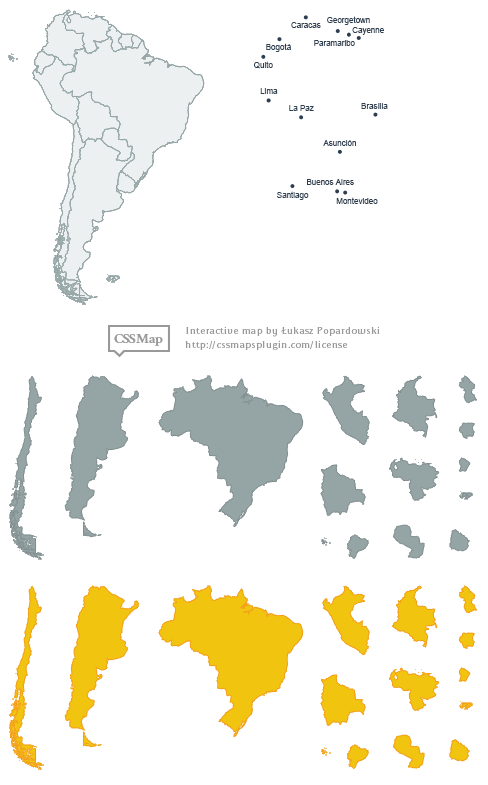 Georgetown
Caracas
Cayenne
Paramaribo
Bogotá
Quito
Lima
La Paz
Brasilia
Asunción
Buenos Aires
Santiago
Montevideo
CSSMap
Interactive map by Łukasz Popardowski
http://cssmapsplugin.com/license